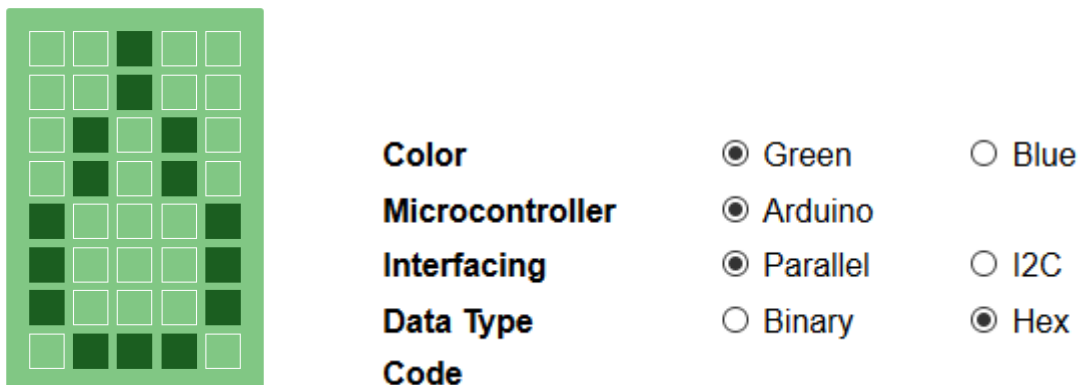 Color Green Blue
Microcontroller Arduino
Interfacing Parallel I2C
Data Type Binary Hex
Code